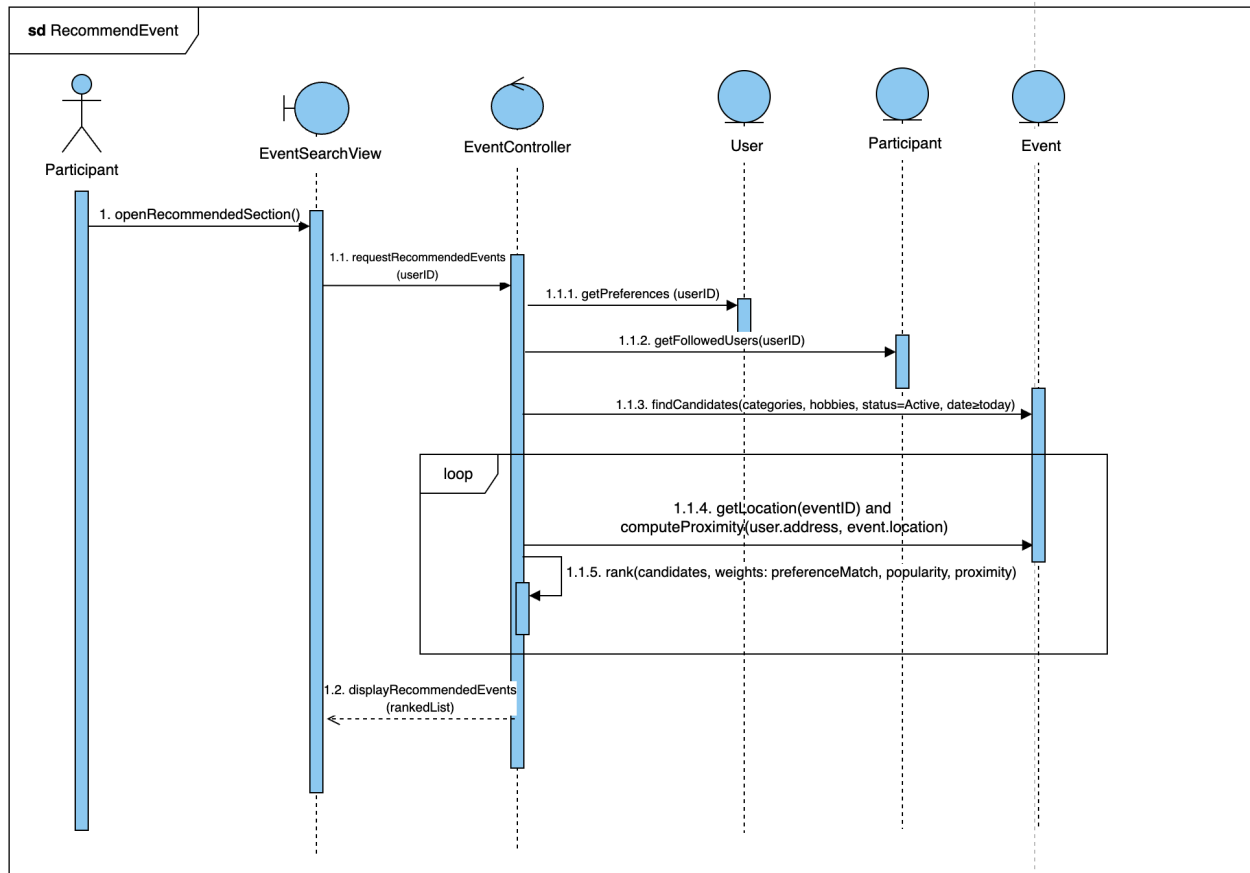 sd RecommendEvent
Participant
EventSearchView
EventController
User
Participant
Event
1. openRecommendedSection()
1.1. requestRecommendedEvents
(userID)
1.1.1. getPreferences (userID)
1.1.2. getFollowedUsers(userID)
1.1.3. findCandidates(categories, hobbies, status=Active, date≥today)
loop
1.1.4. getLocation(eventID) and
computeProximity(user.address, event.location)
1.1.5. rank(candidates, weights: preferenceMatch, popularity, proximity)
1.2. displayRecommendedEvents
(rankedList)